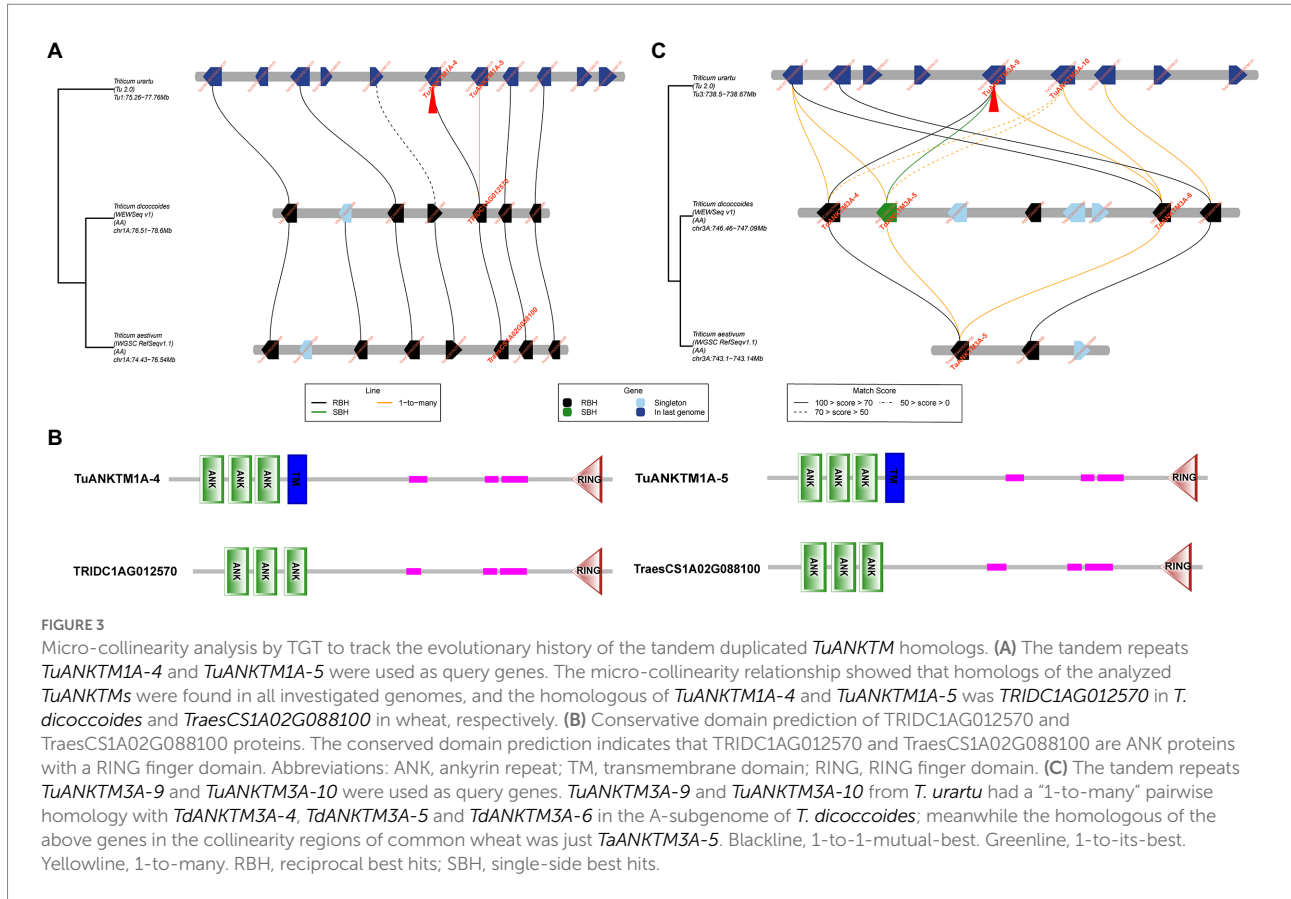 A
C
Triticum urartu
(Tu 2.0)
Tu1:75.26−77.76Mb
TuANKTM1A-4
TuANKTM1A-5
Triticum dicoccoides
(WEWSeq v1)
(AA)
chr1A:76.51−78.6Mb
TRIDC1AG012570
Triticum aestivum
(IWGSC RefSeqv1.1)
(AA)
chr1A:74.43−76.54Mb
TraesCS1A02G088100
Triticum urartu
(Tu 2.0)
Tu3:738.5−738.67Mb
TuANKTM3A-9
TuANKTM3A-10
Triticum dicoccoides
(WEWSeq v1)
(AA)
chr3A:746.46−747.09Mb
TdANKTM3A-4
TdANKTM3A-5
TdANKTM3A-6
Triticum aestivum
(IWGSC RefSeqv1.1)
(AA)
chr3A:743.1−743.14Mb
TaANKTM3A-5
Line
RBH 1−to−many
SBH
Gene
RBH Singleton
SBH In last genome
Match Score
100 > score > 70 50 > score > 0
70 > score > 50
B
TuANKTM1A-4 ANK ANK ANK TM RING
TuANKTM1A-5 ANK ANK ANK TM RING
TRIDC1AG012570 ANK ANK ANK RING
TraesCS1A02G088100 ANK ANK ANK RING
FIGURE 3
Micro-collinearity analysis by TGT to track the evolutionary history of the tandem duplicated TuANKTM homologs. (A) The tandem repeats
TuANKTM1A-4 and TuANKTM1A-5 were used as query genes. The micro-collinearity relationship showed that homologs of the analyzed
TuANKTMs were found in all investigated genomes, and the homologous of TuANKTM1A-4 and TuANKTM1A-5 was TRIDC1AG012570 in T.
dicoccoides and TraesCS1A02G088100 in wheat, respectively. (B) Conservative domain prediction of TRIDC1AG012570 and
TraesCS1A02G088100 proteins. The conserved domain prediction indicates that TRIDC1AG012570 and TraesCS1A02G088100 are ANK proteins
with a RING finger domain. Abbreviations: ANK, ankyrin repeat; TM, transmembrane domain; RING, RING finger domain. (C) The tandem repeats
TuANKTM3A-9 and TuANKTM3A-10 were used as query genes. TuANKTM3A-9 and TuANKTM3A-10 from T. urartu had a "1-to-many" pairwise
homology with TdANKTM3A-4, TdANKTM3A-5 and TdANKTM3A-6 in the A-subgenome of T. dicoccoides; meanwhile the homologous of the
above genes in the collinearity regions of common wheat was just TaANKTM3A-5. Blackline, 1-to-1-mutual-best. Greenline, 1-to-its-best.
Yellowline, 1-to-many. RBH, reciprocal best hits; SBH, single-side best hits.